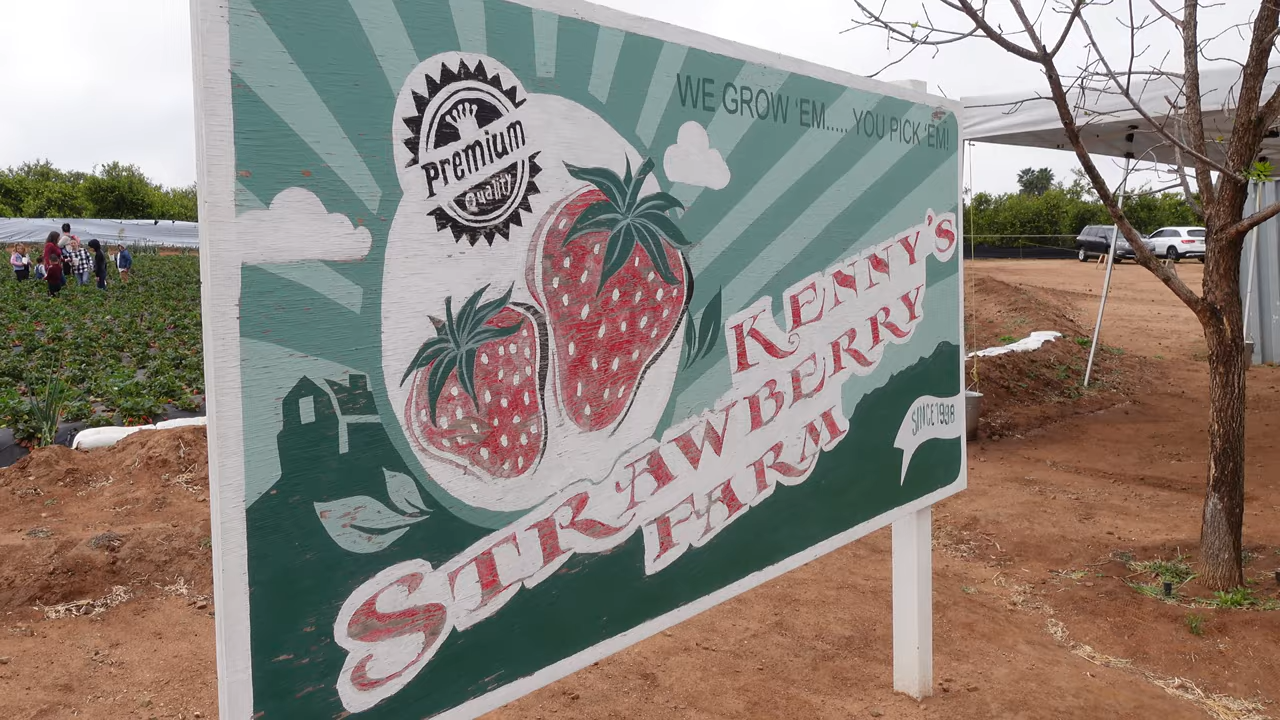 WE GROW 'EM..... YOU PICK 'EM!
Premium
Quality
KENNY'S
STRAWBERRY
FARM
SINCE 1998